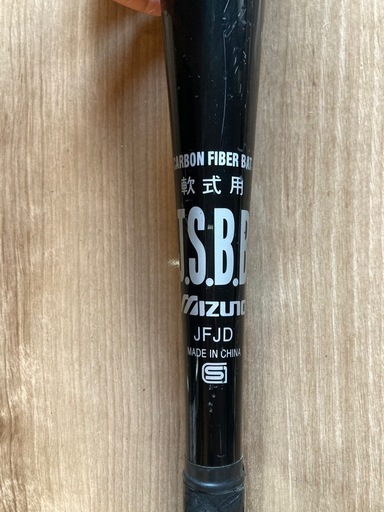 CARBON FIBER BAT
軟式用
J.S.B.B
MIZUNO
JFJD
MADE IN CHINA
S